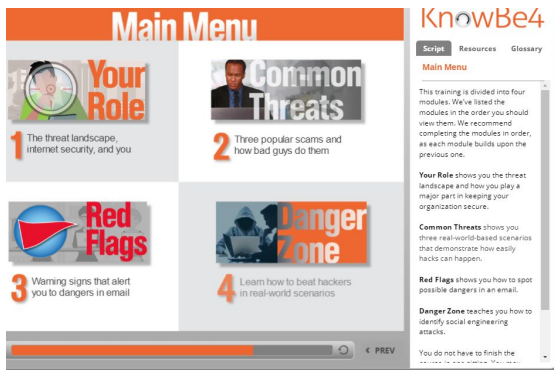 Main Menu
KnowBe4
Script Resources Glossary
Main Menu
Your
Role
1
The threat landscape,
internet security, and you
Common
Threats
2
Three popular scams and
how bad guys do them
Red
Flags
3
Warning signs that alert
you to dangers in email
Danger
Zone
4
Learn how to beat hackers
in real-world scenarios
PREV
This training is divided into four
modules. We've listed the
modules in the order you should
view them. We recommend
completing the modules in order,
as each module builds upon the
previous one.
Your Role shows you the threat
landscape and how you play a
major part in keeping your
organization secure.
Common Threats shows you
three real-world-based scenarios
that demonstrate how easily
hacks can happen.
Red Flags shows you how to spot
possible dangers in an email.
Danger Zone teaches you how to
identify social engineering
attacks.
You do not have to finish the
course in one sitting. You may